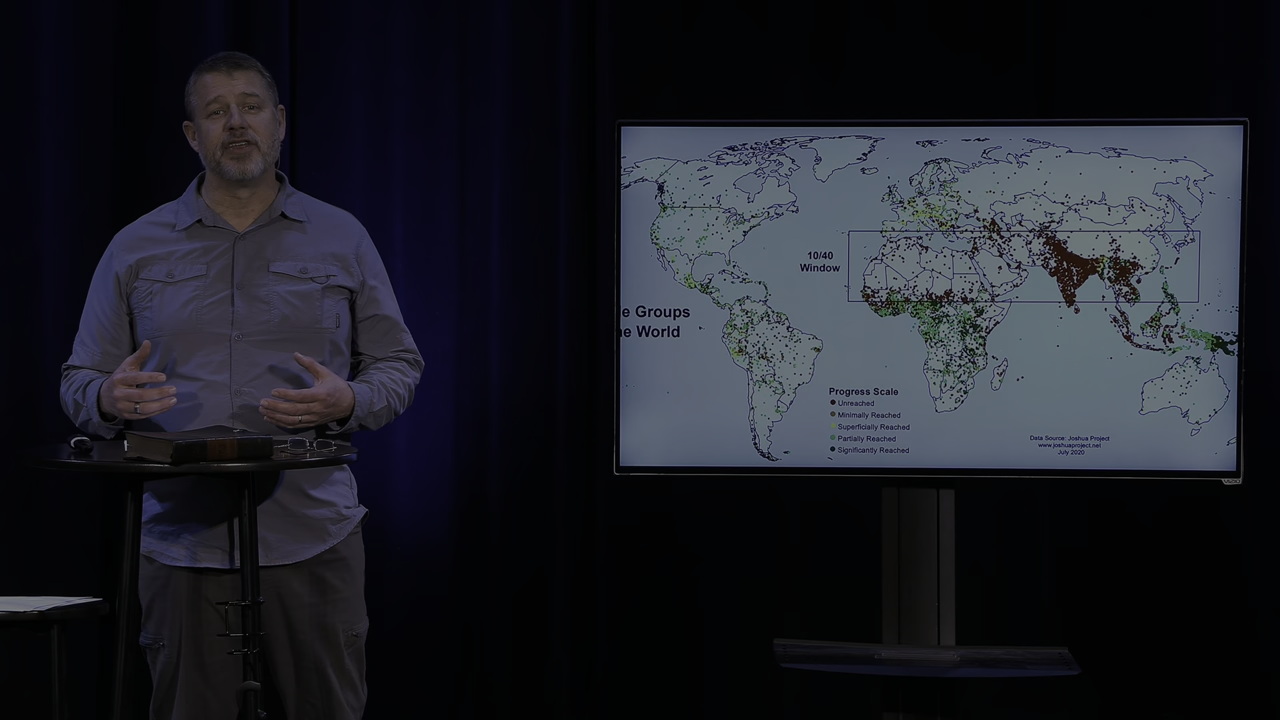 10/40
Window
e Groups
e World
Progress Scale
Unreached
Minimally Reached
Superficially Reached
Partially Reached
Significantly Reached
Data Source: Joshua Project
www.joshuaproject.net
July 2020